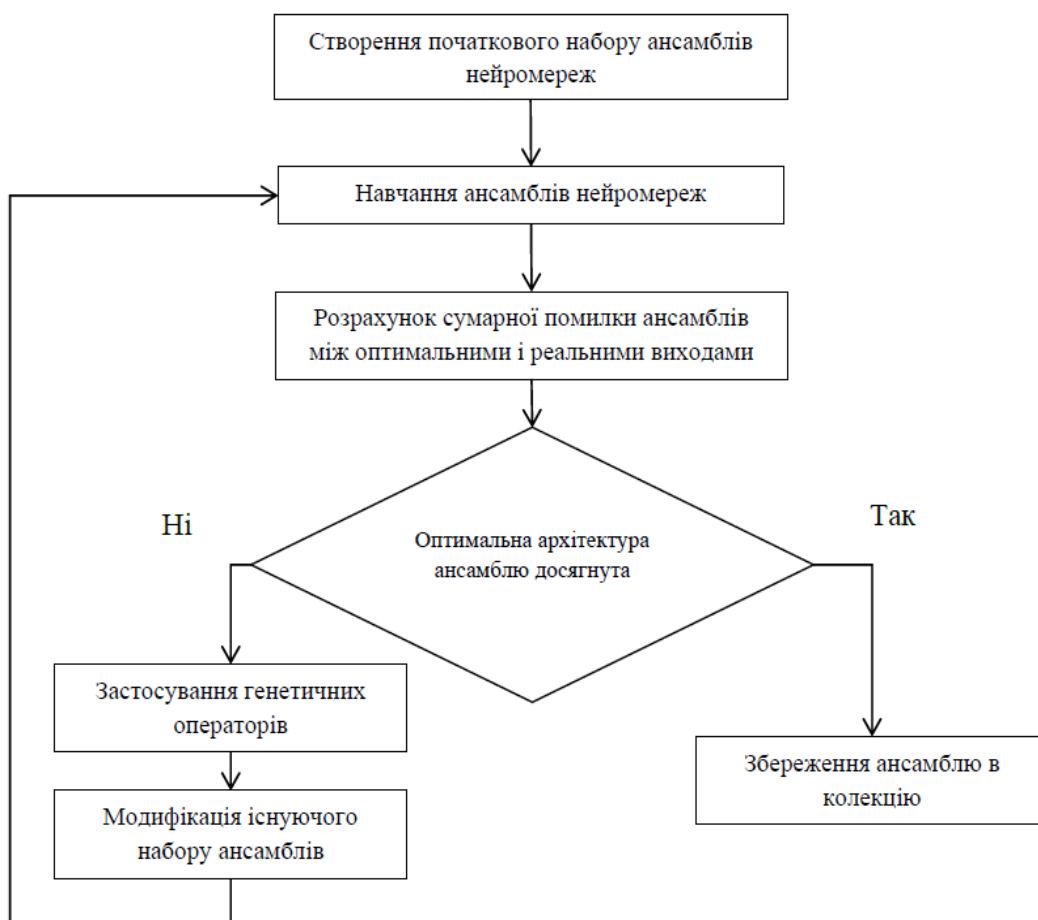 Створення початкового набору ансамблів
нейромереж
Навчання ансамблів нейромереж
Розрахунок сумарної помилки ансамблів
між оптимальними і реальними виходами
Ні
Так
Оптимальна архітектура
ансамблю досягнута
Застосування генетичних
операторів
Збереження ансамблю в
колекцію
Модифікація існуючого
набору ансамблів